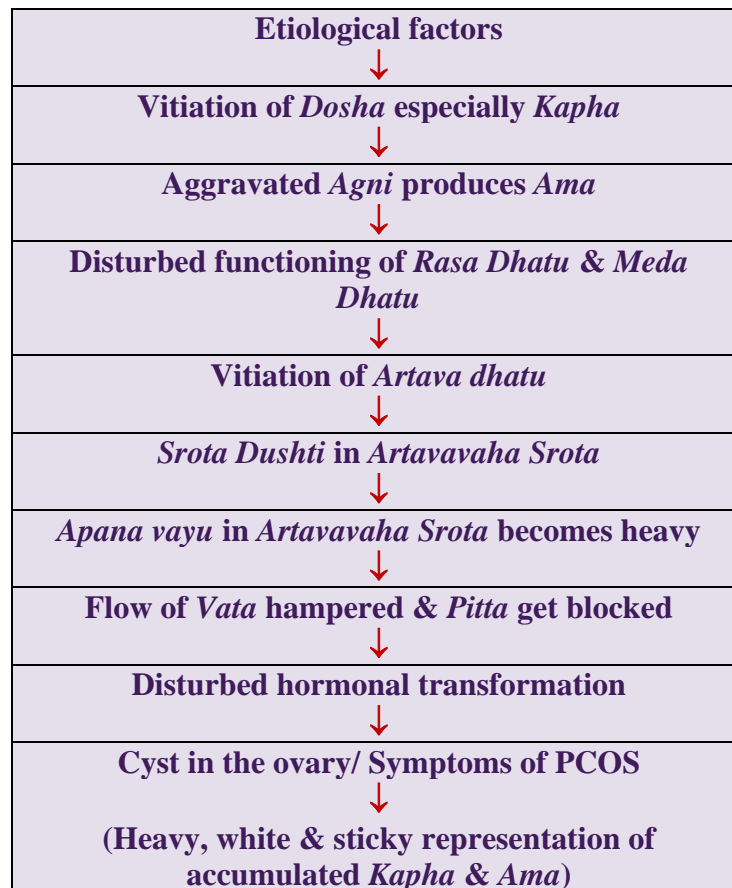 Etiological factors
↓
Vitiation of Dosha especially Kapha
↓
Aggravated Agni produces Ama
↓
Disturbed functioning of Rasa Dhatu & Meda
Dhatu
↓
Vitiation of Artava dhatu
↓
Srota Dushti in Artavavaha Srota
↓
Apana vayu in Artavavaha Srota becomes heavy
↓
Flow of Vata hampered & Pitta get blocked
↓
Disturbed hormonal transformation
↓
Cyst in the ovary/ Symptoms of PCOS
↓
(Heavy, white & sticky representation of
accumulated Kapha & Ama)